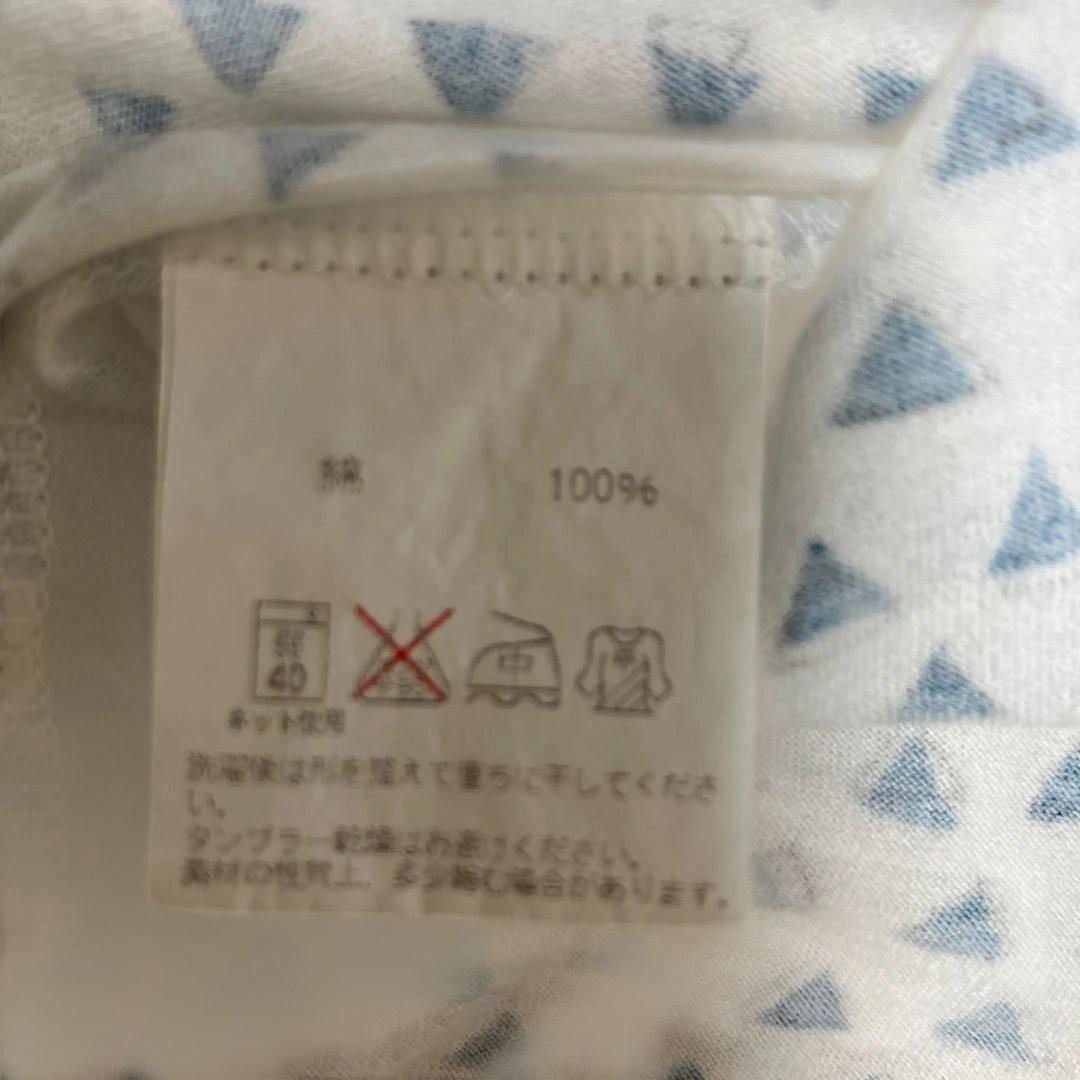 綿 100%
40 中
ネット使用
洗濯後は形を整えて直ちに干してくださ
い。
タンブラー乾燥はお避けください。
素材の性質上、多少縮む場合があります。